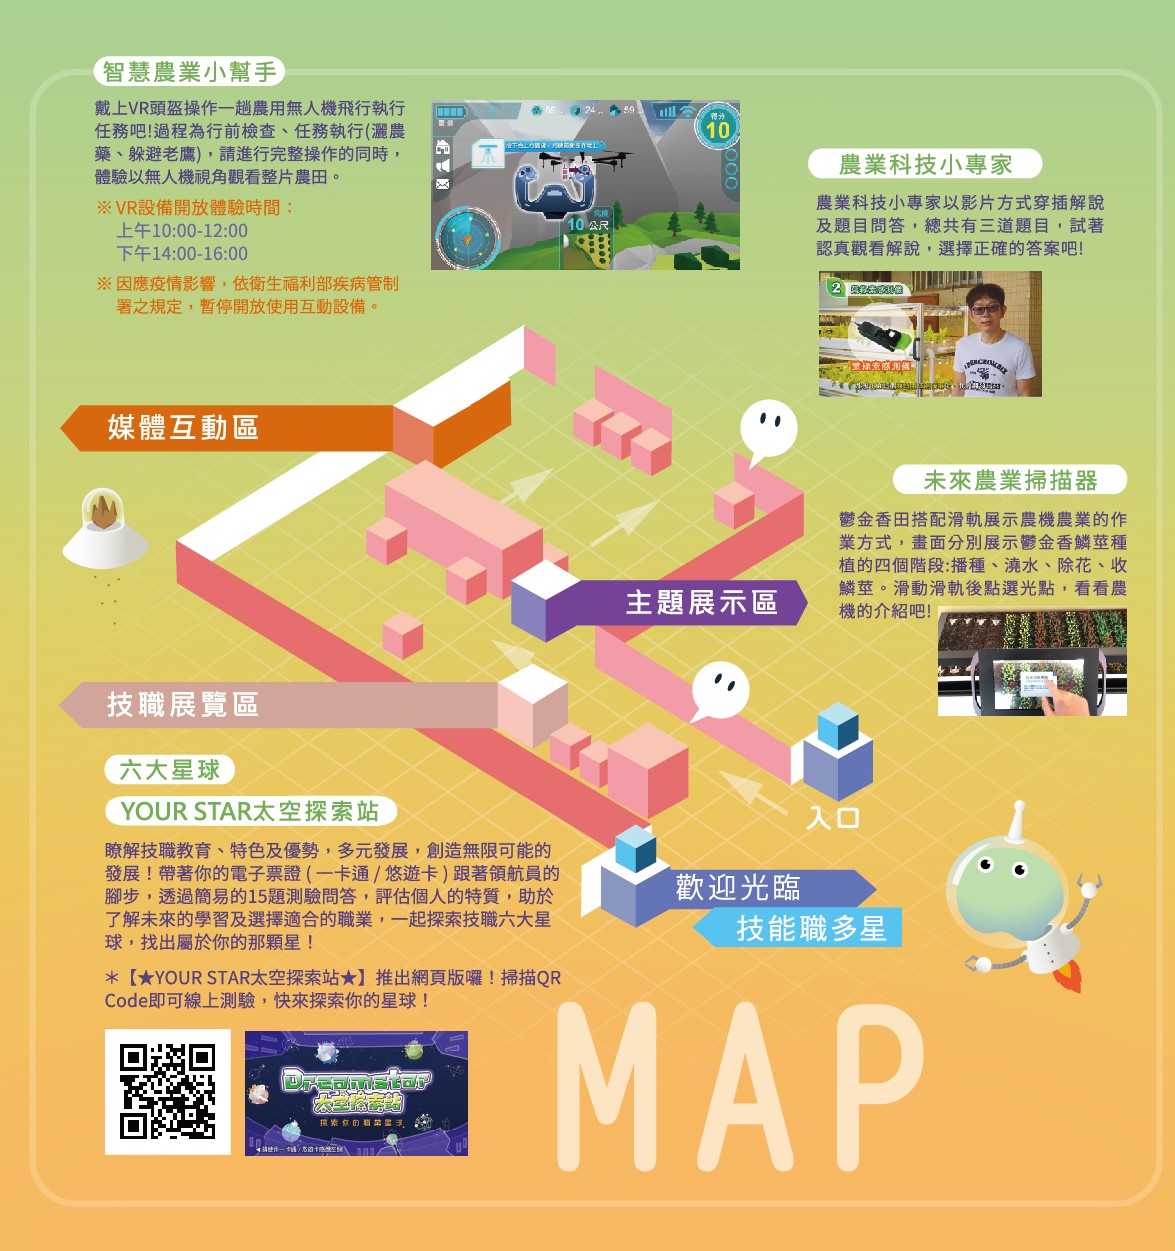 智慧農業小幫手
戴上VR頭盔操作一趟農用無人機飛行執行
任務吧!過程為行前檢查、任務執行(灑農
藥、躲避老鷹)，請進行完整操作的同時，
體驗以無人機視角觀看整片農田。
※ VR設備開放體驗時間：
上午10:00-12:00
下午14:00-16:00
※ 因應疫情影響，依衛生福利部疾病管制
署之規定，暫停開放使用互動設備。
得分
10
24
59
高度
10 公尺
農業科技小專家
農業科技小專家以影片方式穿插解說
及題目問答，總共有三道題目，試著
認真觀看解說，選擇正確的答案吧!
2
葉綠素感測儀
媒體互動區
未來農業掃描器
鬱金香田搭配滑軌展示農機農業的作
業方式，畫面分別展示鬱金香鱗莖種
植的四個階段:播種、澆水、除花、收
鱗莖。滑動滑軌後點選光點，看看農
機的介紹吧!
主題展示區
技職展覽區
入口
六大星球
YOUR STAR太空探索站
瞭解技職教育、特色及優勢，多元發展，創造無限可能的
發展！帶著你的電子票證 ( 一卡通 / 悠遊卡 ) 跟著領航員的
腳步，透過簡易的15題測驗問答，評估個人的特質，助於
了解未來的學習及選擇適合的職業，一起探索技職六大星
球，找出屬於你的那顆星！
＊【★YOUR STAR太空探索站★】推出網頁版囉！掃描QR
Code即可線上測驗，快來探索你的星球！
歡迎光臨
技能職多星
Dreamstar
太空探索站
探索你的職業星球
MAP